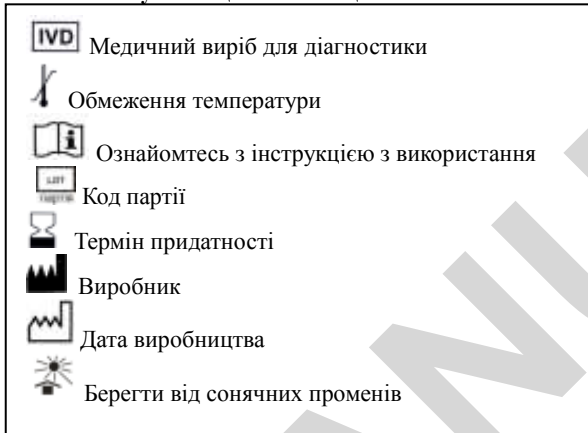 IVD Медичний виріб для діагностики
Обмеження температури
i Ознайомтесь з інструкцією з використання
LOT Код партії
Термін придатності
Виробник
Дата виробництва
Берегти від сонячних променів